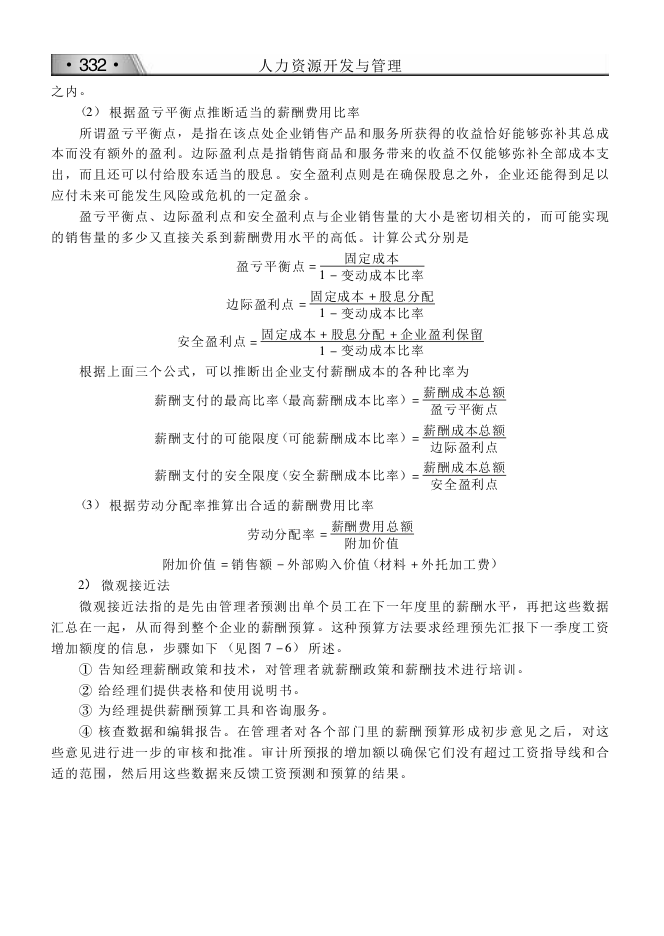 ·332·
人力资源开发与管理
之内。
（2）根据盈亏平衡点推断适当的薪酬费用比率
所谓盈亏平衡点，是指在该点处企业销售产品和服务所获得的收益恰好能够弥补其总成
本而没有额外的盈利。边际盈利点是指销售商品和服务带来的收益不仅能够弥补全部成本支
出，而且还可以付给股东适当的股息。安全盈利点则是在确保股息之外，企业还能得到足以
应付未来可能发生风险或危机的一定盈余。
盈亏平衡点、边际盈利点和安全盈利点与企业销售量的大小是密切相关的，而可能实现
的销售量的多少又直接关系到薪酬费用水平的高低。计算公式分别是
盈亏平衡点 = 固定成本
1 - 变动成本比率
边际盈利点 = 固定成本 + 股息分配
1 - 变动成本比率
安全盈利点 = 固定成本 + 股息分配 + 企业盈利保留
1 - 变动成本比率
根据上面三个公式，可以推断出企业支付薪酬成本的各种比率为
薪酬支付的最高比率（最高薪酬成本比率）= 薪酬成本总额
盈亏平衡点
薪酬支付的可能限度（可能薪酬成本比率）= 薪酬成本总额
边际盈利点
薪酬支付的安全限度（安全薪酬成本比率）= 薪酬成本总额
安全盈利点
（3）根据劳动分配率推算出合适的薪酬费用比率
劳动分配率 = 薪酬费用总额
附加价值
附加价值 = 销售额 - 外部购入价值（材料 + 外托加工费）
2）微观接近法
微观接近法指的是先由管理者预测出单个员工在下一年度里的薪酬水平，再把这些数据
汇总在一起，从而得到整个企业的薪酬预算。这种预算方法要求经理预先汇报下一季度工资
增加额度的信息，步骤如下（见图 7 -6）所述。
① 告知经理薪酬政策和技术，对管理者就薪酬政策和薪酬技术进行培训。
② 给经理们提供表格和使用说明书。
③ 为经理提供薪酬预算工具和咨询服务。
④ 核查数据和编辑报告。在管理者对各个部门里的薪酬预算形成初步意见之后，对这
些意见进行进一步的审核和批准。审计所预报的增加额以确保它们没有超过工资指导线和合
适的范围，然后用这些数据来反馈工资预测和预算的结果。